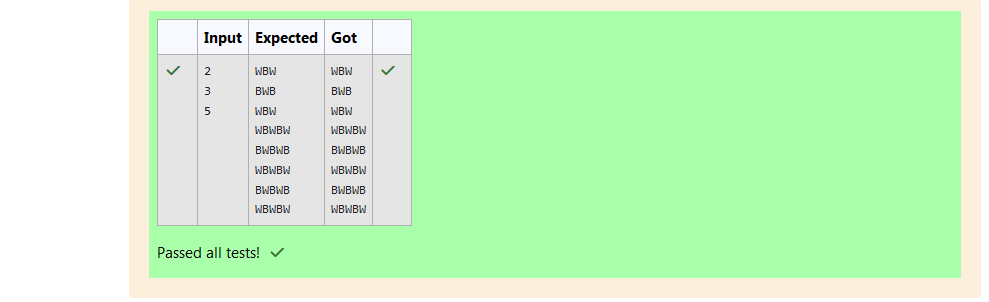 Input Expected Got
2 WBW WBW
3 BWB BWB
5 WBW WBW
WBWBW WBWBW
BWBWB BWBWB
WBWBW WBWBW
BWBWB BWBWB
WBWBW WBWBW
Passed all tests!